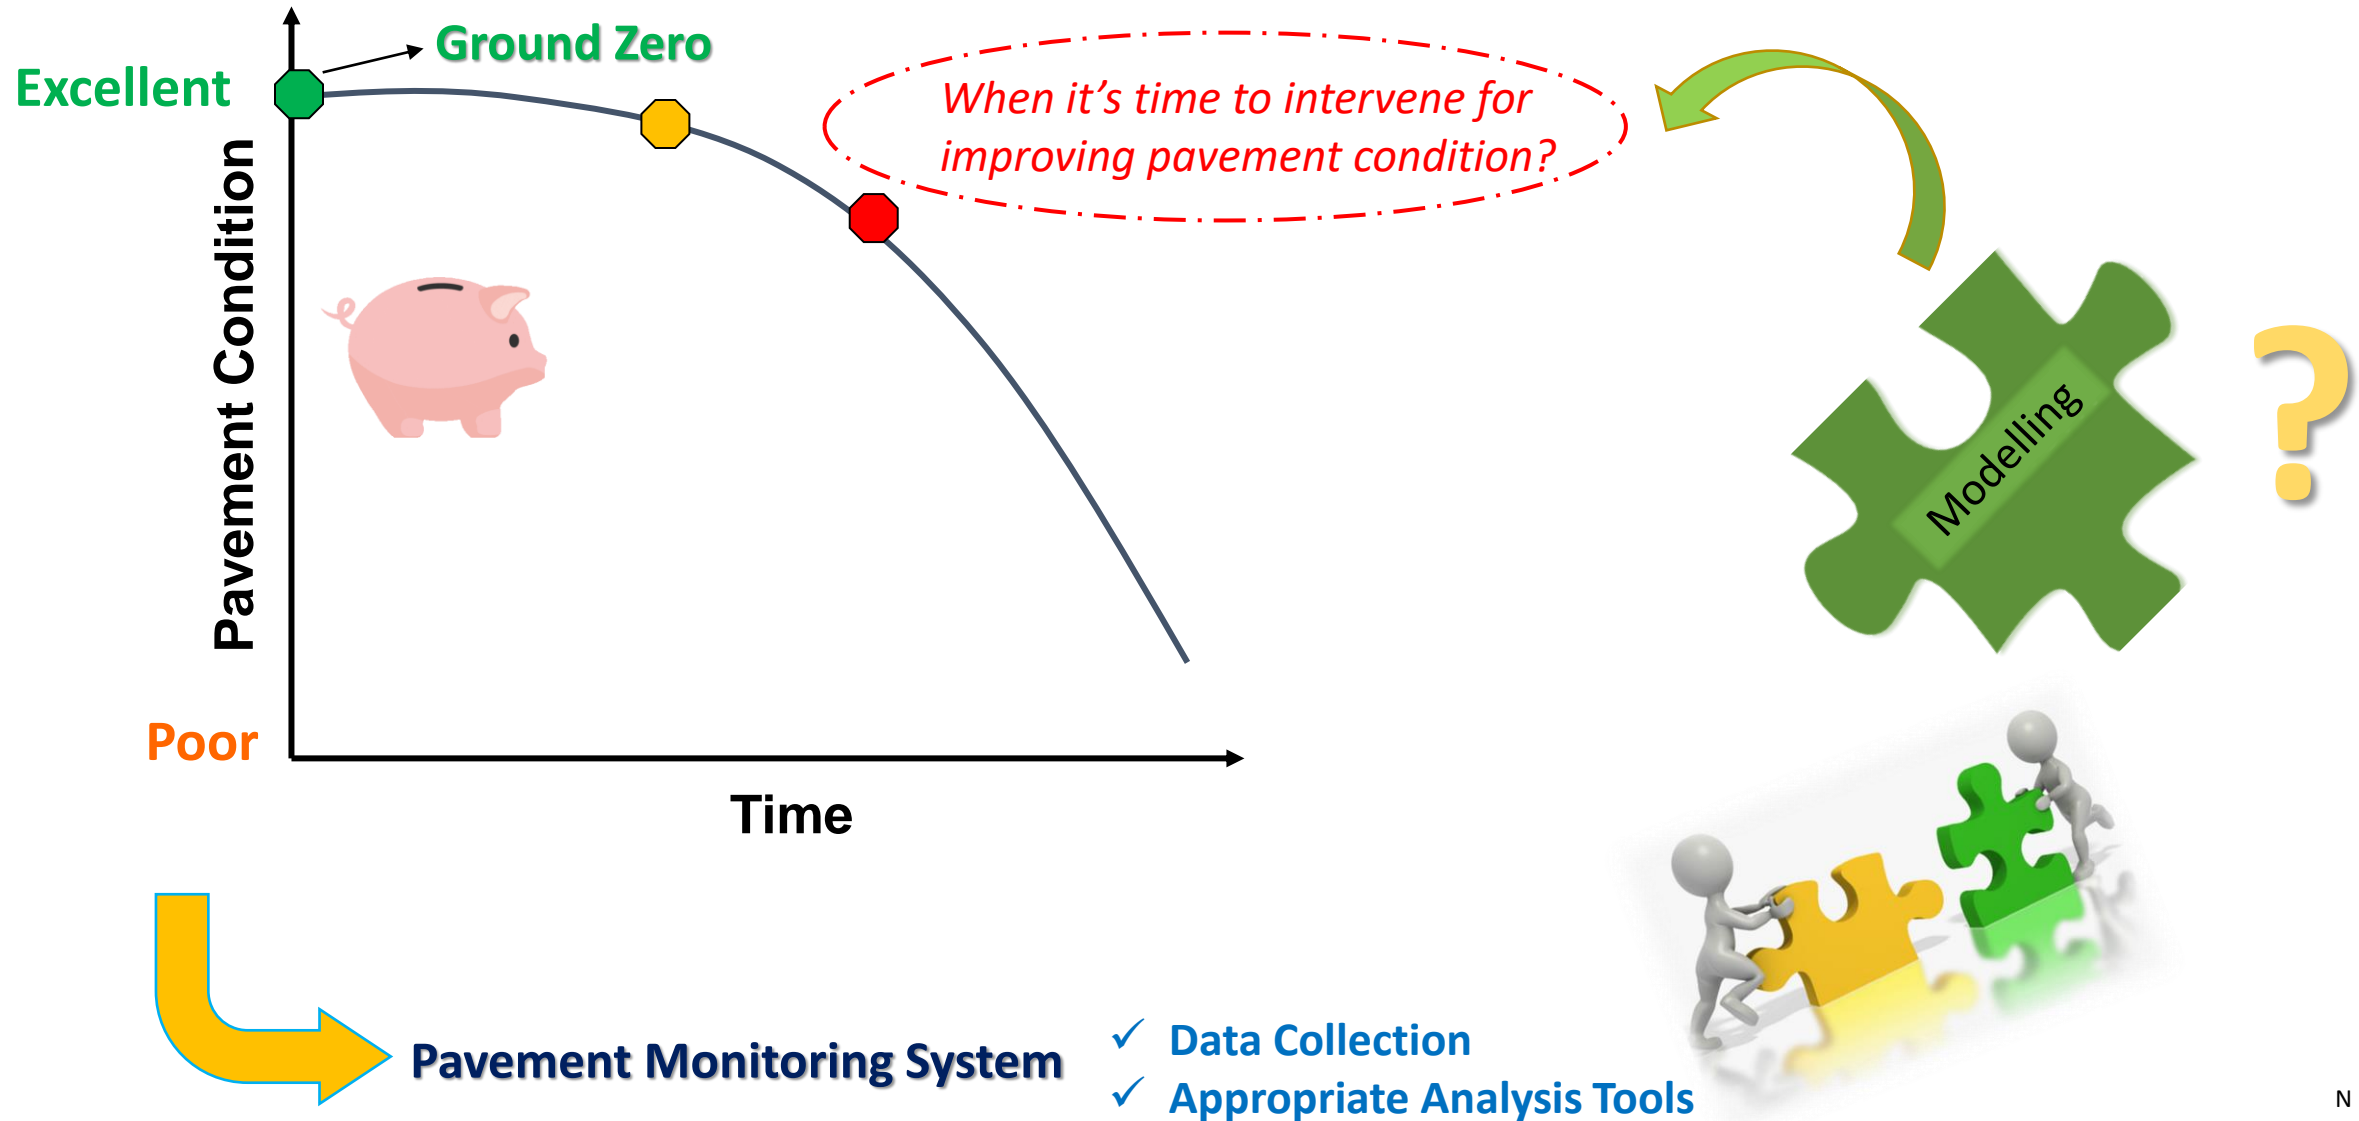 Ground Zero
Excellent
When it’s time to intervene for
improving pavement condition?
Pavement Condition
Modelling
?
Poor
Time
Pavement Monitoring System
✓ Data Collection
✓ Appropriate Analysis Tools
N